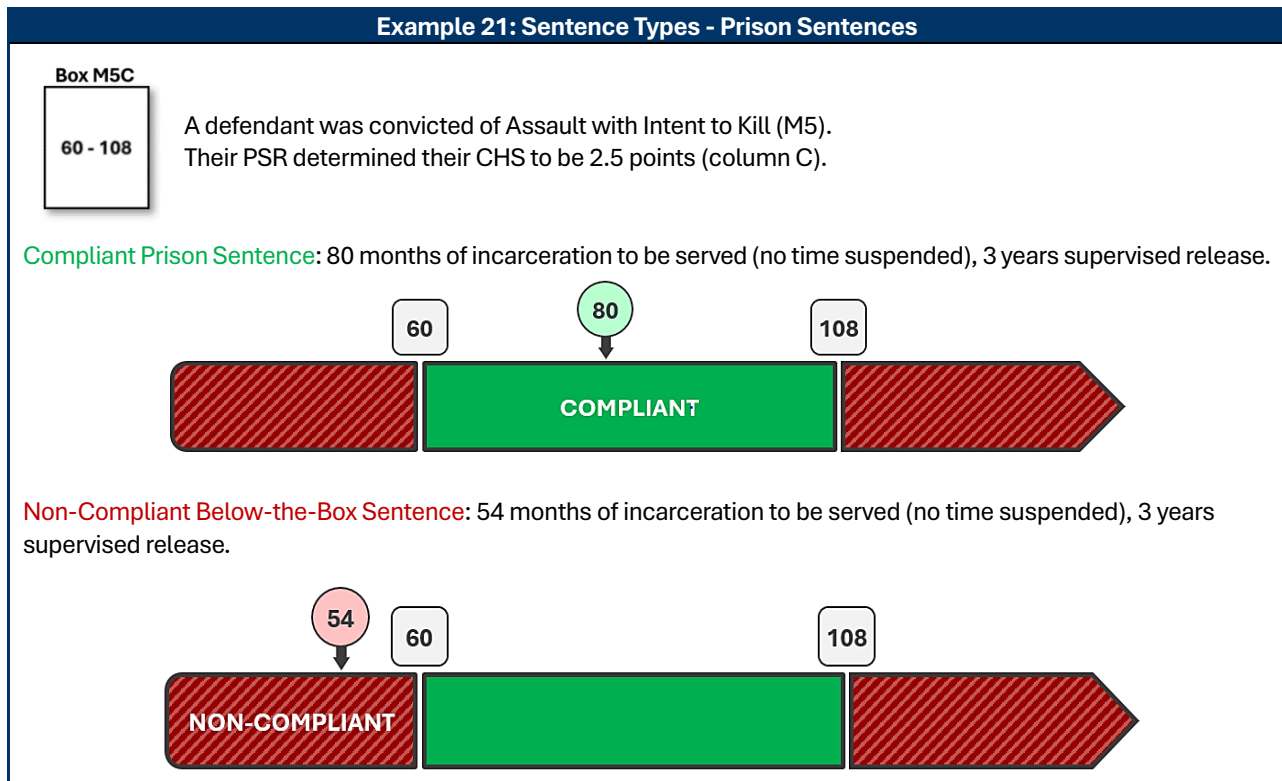 Example 21: Sentence Types - Prison Sentences
Box M5C
60 - 108
A defendant was convicted of Assault with Intent to Kill (M5).
Their PSR determined their CHS to be 2.5 points (column C).
Compliant Prison Sentence: 80 months of incarceration to be served (no time suspended), 3 years supervised release.
60
80
108
COMPLIANT
Non-Compliant Below-the-Box Sentence: 54 months of incarceration to be served (no time suspended), 3 years
supervised release.
54
60
108
NON-COMPLIANT